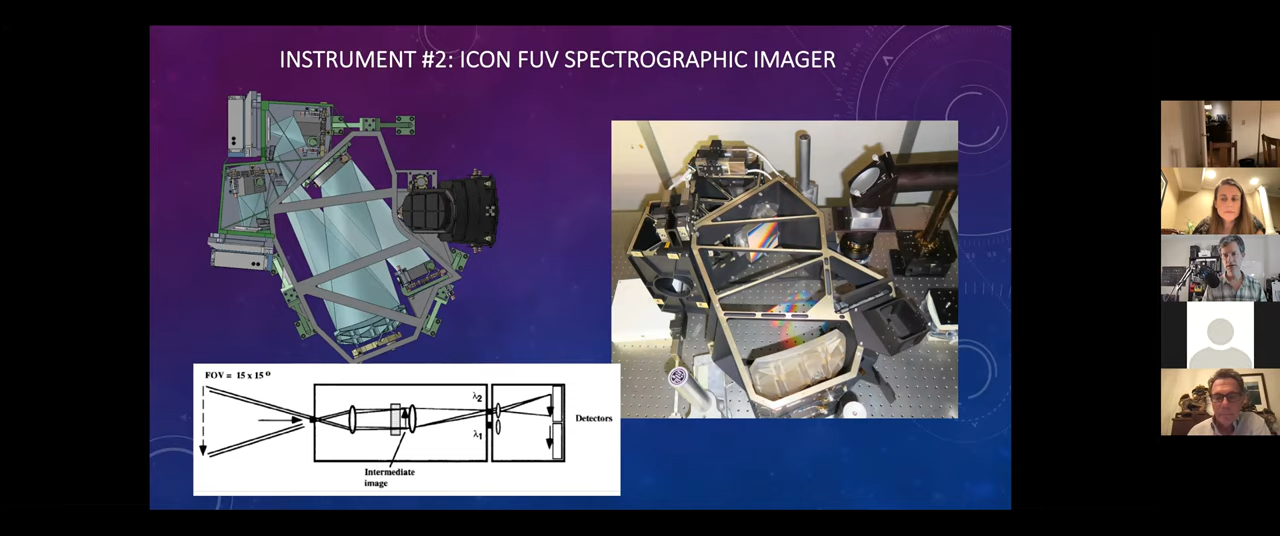 INSTRUMENT #2: ICON FUV SPECTROGRAPHIC IMAGER
FOV = 15 x 15°
λ2
λ1
Detectors
Intermediate
image